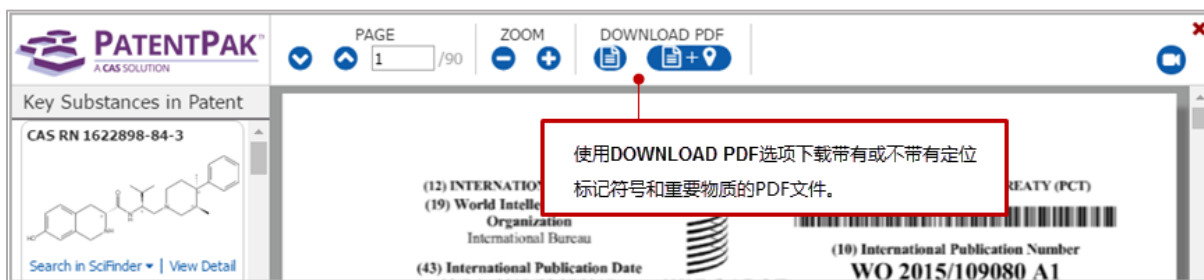 PATENTPAK
A CAS SOLUTION
PAGE
1 /90
ZOOM
DOWNLOAD PDF
+
Key Substances in Patent
CAS RN 1622898-84-3
HO
O
N
H
NH
Search in SciFinder ▾ | View Detail
使用DOWNLOAD PDF选项下载带有或不带有定位
标记符号和重要物质的PDF文件。
(12) INTERNATIO
REATY (PCT)
(19) World Intelle
Organization
International Bureau
(43) International Publication Date
(10) International Publication Number
WO 2015/109080 A1